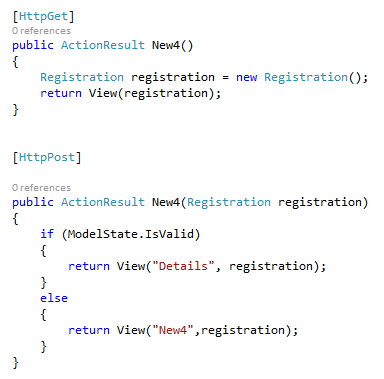 [HttpGet]
0 references
public ActionResult New4()
{
    Registration registration = new Registration();
    return View(registration);
}
[HttpPost]
0 references
public ActionResult New4(Registration registration)
{
    if (ModelState.IsValid)
    {
        return View("Details", registration);
    }
    else
    {
        return View("New4",registration);
    }
}